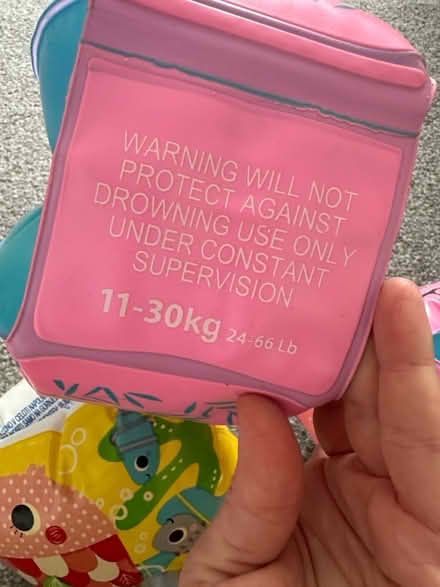 WARNING WILL NOT
PROTECT AGAINST
DROWNING USE ONLY
UNDER CONSTANT
SUPERVISION
11-30kg 24-66 Lb